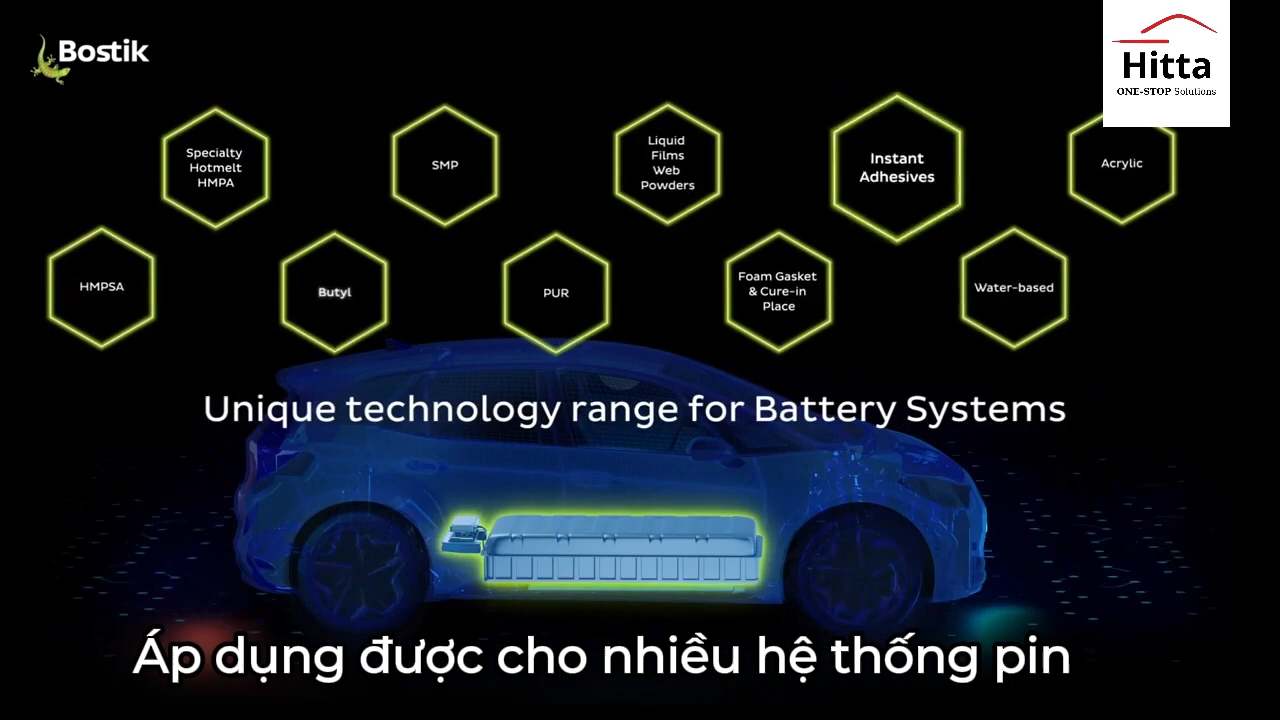 Bostik
Hitta
ONE-STOP Solutions
Specialty
Hotmelt
HMPA
SMP
Liquid
Films
Web
Powders
Instant
Adhesives
Acrylic
HMPSA
Butyl
PUR
Foam Gasket
& Cure-in
Place
Water-based
Unique technology range for Battery Systems
Áp dụng được cho nhiều hệ thống pin